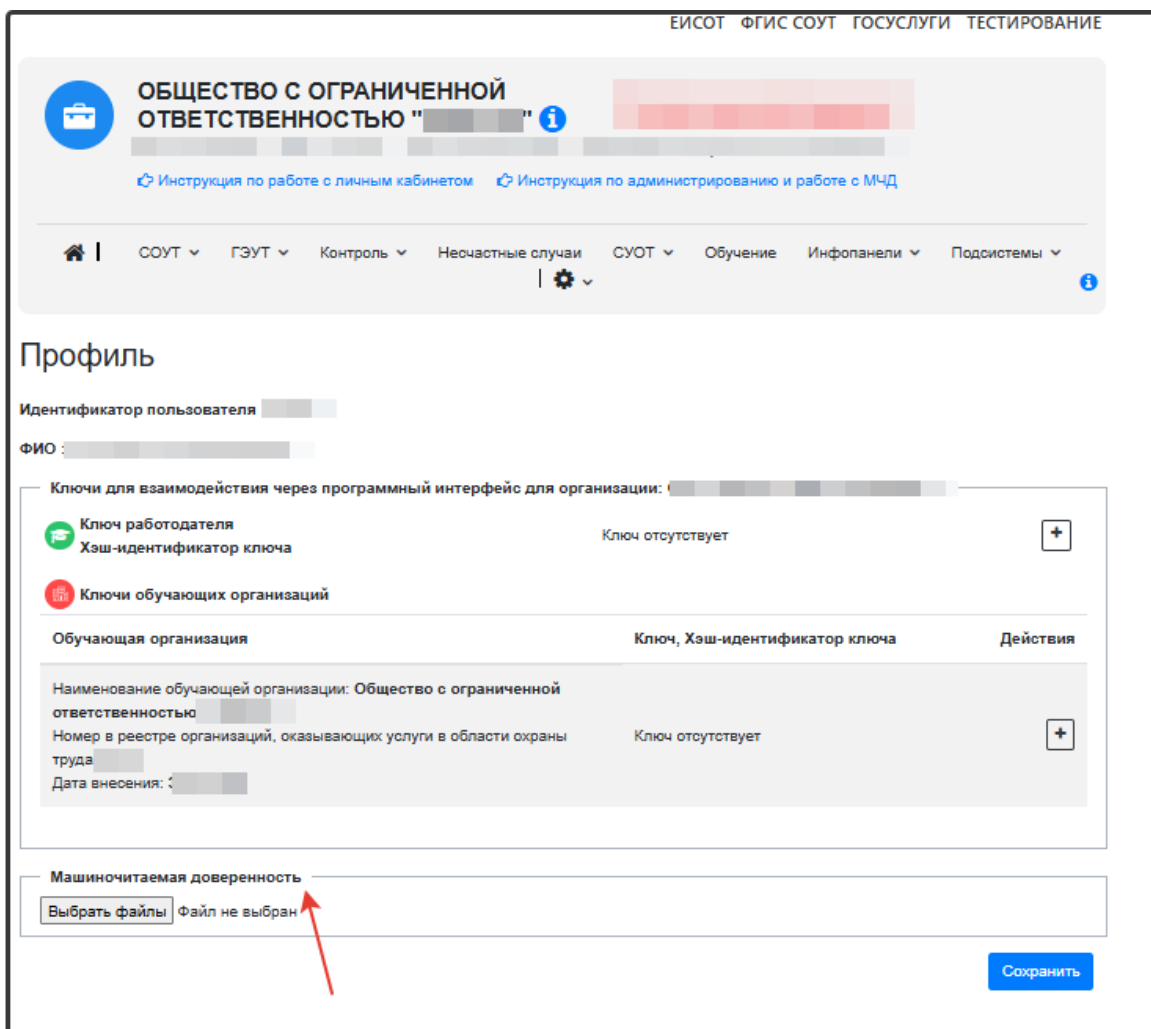 ЕИСОТ ФГИС СОУТ ГОСУСЛУГИ ТЕСТИРОВАНИЕ
ОБЩЕСТВО С ОГРАНИЧЕННОЙ
ОТВЕТСТВЕННОСТЬЮ " "
Инструкция по работе с личным кабинетом Инструкция по администрированию и работе с МЧД
СОУТ ГЭУТ Контроль Несчастные случаи СУОТ Обучение Инфопанели Подсистемы
Профиль
Идентификатор пользователя
ФИО :
Ключи для взаимодействия через программный интерфейс для организации:
Ключ работодателя
Хэш-идентификатор ключа
Ключ отсутствует
+
Ключи обучающих организаций
Обучающая организация Ключ, Хэш-идентификатор ключа Действия
Наименование обучающей организации: Общество с ограниченной
ответственностью
Номер в реестре организаций, оказывающих услуги в области охраны
труда
Дата внесения:
Ключ отсутствует
+
Машиночитаемая доверенность
Выбрать файлы Файл не выбран
Сохранить